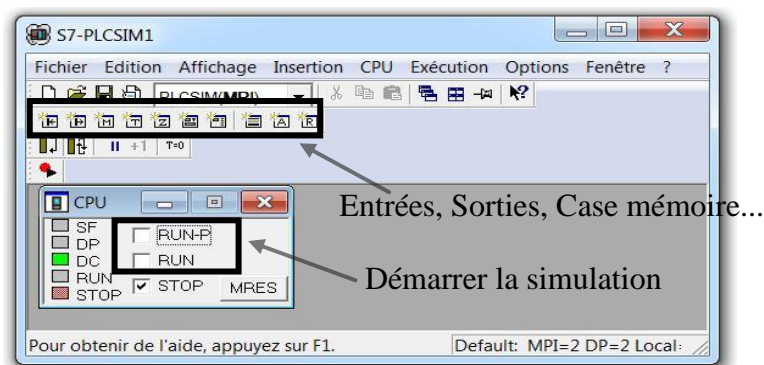 S7-PLCSIM1
Fichier Edition Affichage Insertion CPU Exécution Options Fenêtre ?
PLCSIM(MPI)
+1 T=0
Entrées, Sorties, Case mémoire...
CPU
SF
DP
DC
RUN
STOP
RUN-P
RUN
STOP
MRES
Démarrer la simulation
Pour obtenir de l'aide, appuyez sur F1.
Default: MPI=2 DP=2 Local: